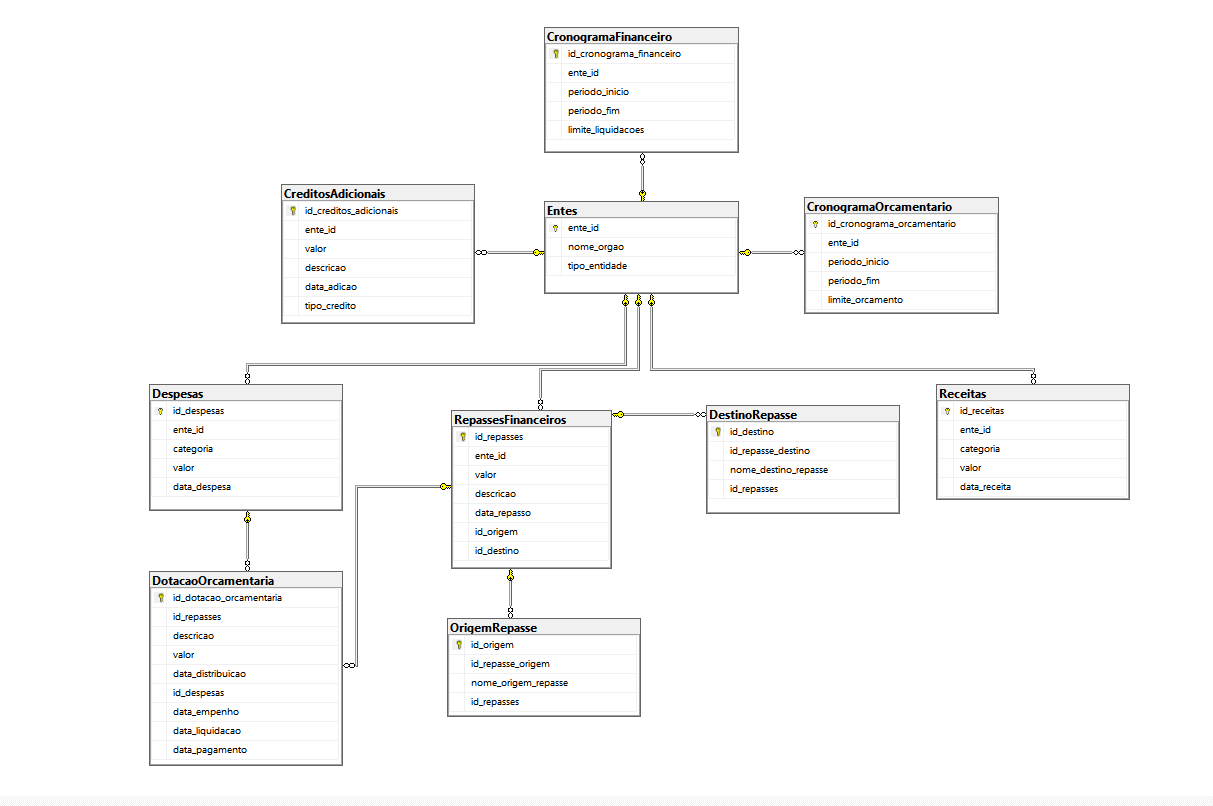 CronogramaFinanceiro
id_cronograma_financeiro
ente_id
periodo_inicio
periodo_fim
limite_liquidacoes
CreditosAdicionais
id_creditos_adicionais
ente_id
valor
descricao
data_adicao
tipo_credito
Entes
ente_id
nome_orgao
tipo_entidade
CronogramaOrcamentario
id_cronograma_orcamentario
ente_id
periodo_inicio
periodo_fim
limite_orcamento
Despesas
id_despesas
ente_id
categoria
valor
data_despesa
RepassesFinanceiros
id_repasses
ente_id
valor
descricao
data_repasso
id_origem
id_destino
DestinoRepasse
id_destino
id_repasse_destino
nome_destino_repasse
id_repasses
Receitas
id_receitas
ente_id
categoria
valor
data_receita
DotacaoOrcamentaria
id_dotacao_orcamentaria
id_repasses
descricao
valor
data_distribuicao
id_despesas
data_empenho
data_liquidacao
data_pagamento
OrigemRepasse
id_origem
id_repasse_origem
nome_origem_repasse
id_repasses